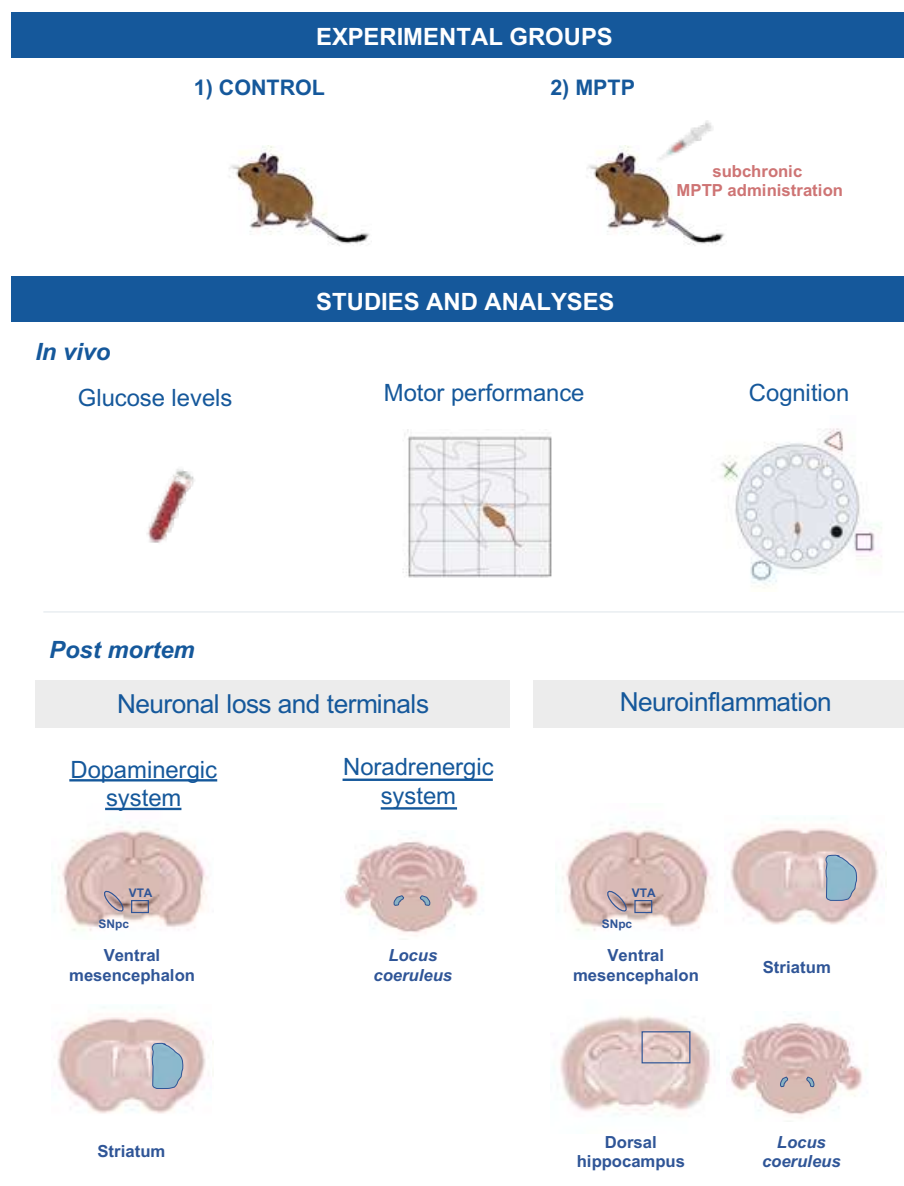 EXPERIMENTAL GROUPS
1) CONTROL
2) MPTP
subchronic
MPTP administration
STUDIES AND ANALYSES
In vivo
Glucose levels
Motor performance
Cognition
Post mortem
Neuronal loss and terminals
Neuroinflammation
Dopaminergic
system
Noradrenergic
system
VTA
SNpc
Ventral
mesencephalon
Locus
coeruleus
VTA
SNpc
Ventral
mesencephalon
Striatum
Striatum
Dorsal
hippocampus
Locus
coeruleus